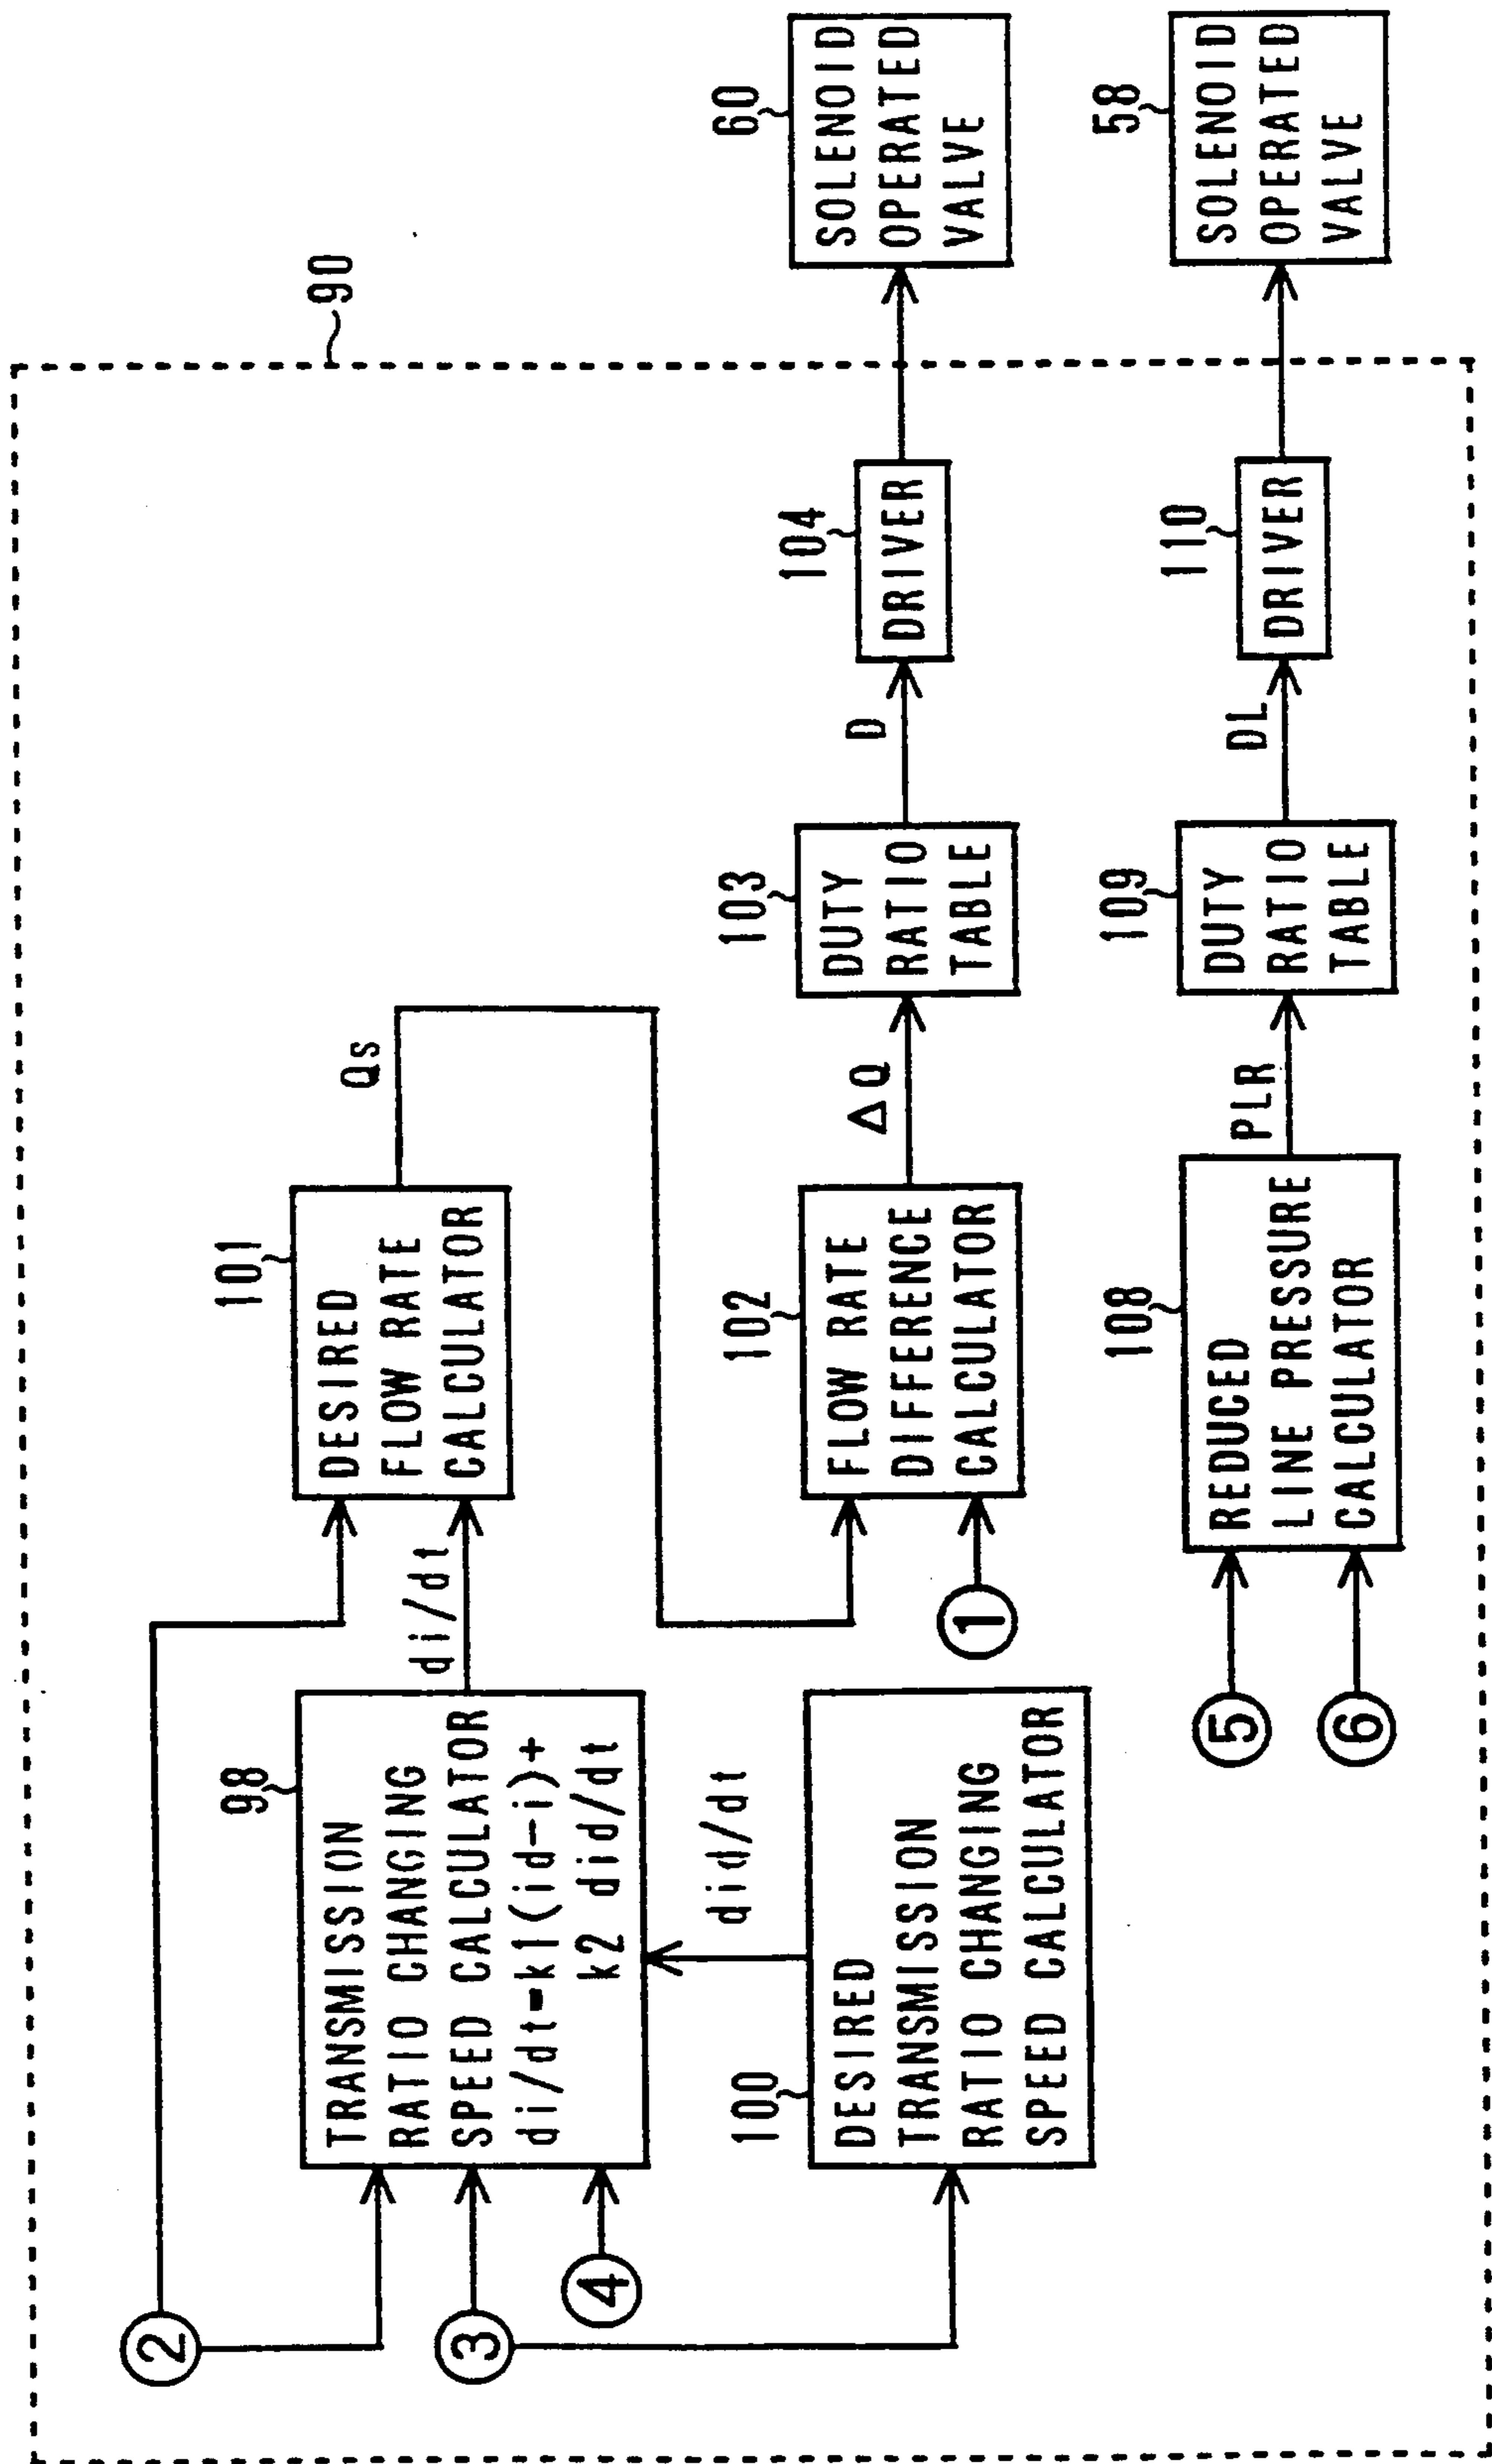 90
2
3
4
98
TRANSMISSION
RATIO CHANGING
SPEED CALCULATOR
di/dt=k1(id-i)+
k2 did/dt
di/dt
101
DESIRED
FLOW RATE
CALCULATOR
Qs
did/dt
100
DESIRED
TRANSMISSION
RATIO CHANGING
SPEED CALCULATOR
1
102
FLOW RATE
DIFFERENCE
CALCULATOR
ΔQ
103
DUTY
RATIO
TABLE
D
104
DRIVER
60
SOLENOID
OPERATED
VALVE
5
6
108
REDUCED
LINE PRESSURE
CALCULATOR
PLR
109
DUTY
RATIO
TABLE
DL
110
DRIVER
58
SOLENOID
OPERATED
VALVE